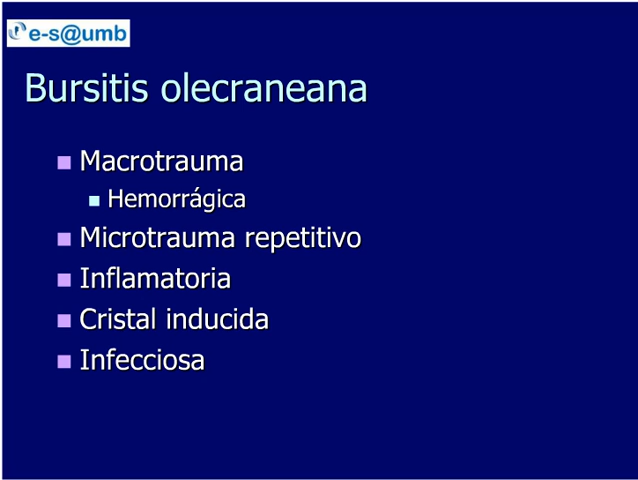 e-s@umb
Bursitis olecraneana
Macrotrauma
Hemorrágica
Microtrauma repetitivo
Inflamatoria
Cristal inducida
Infecciosa